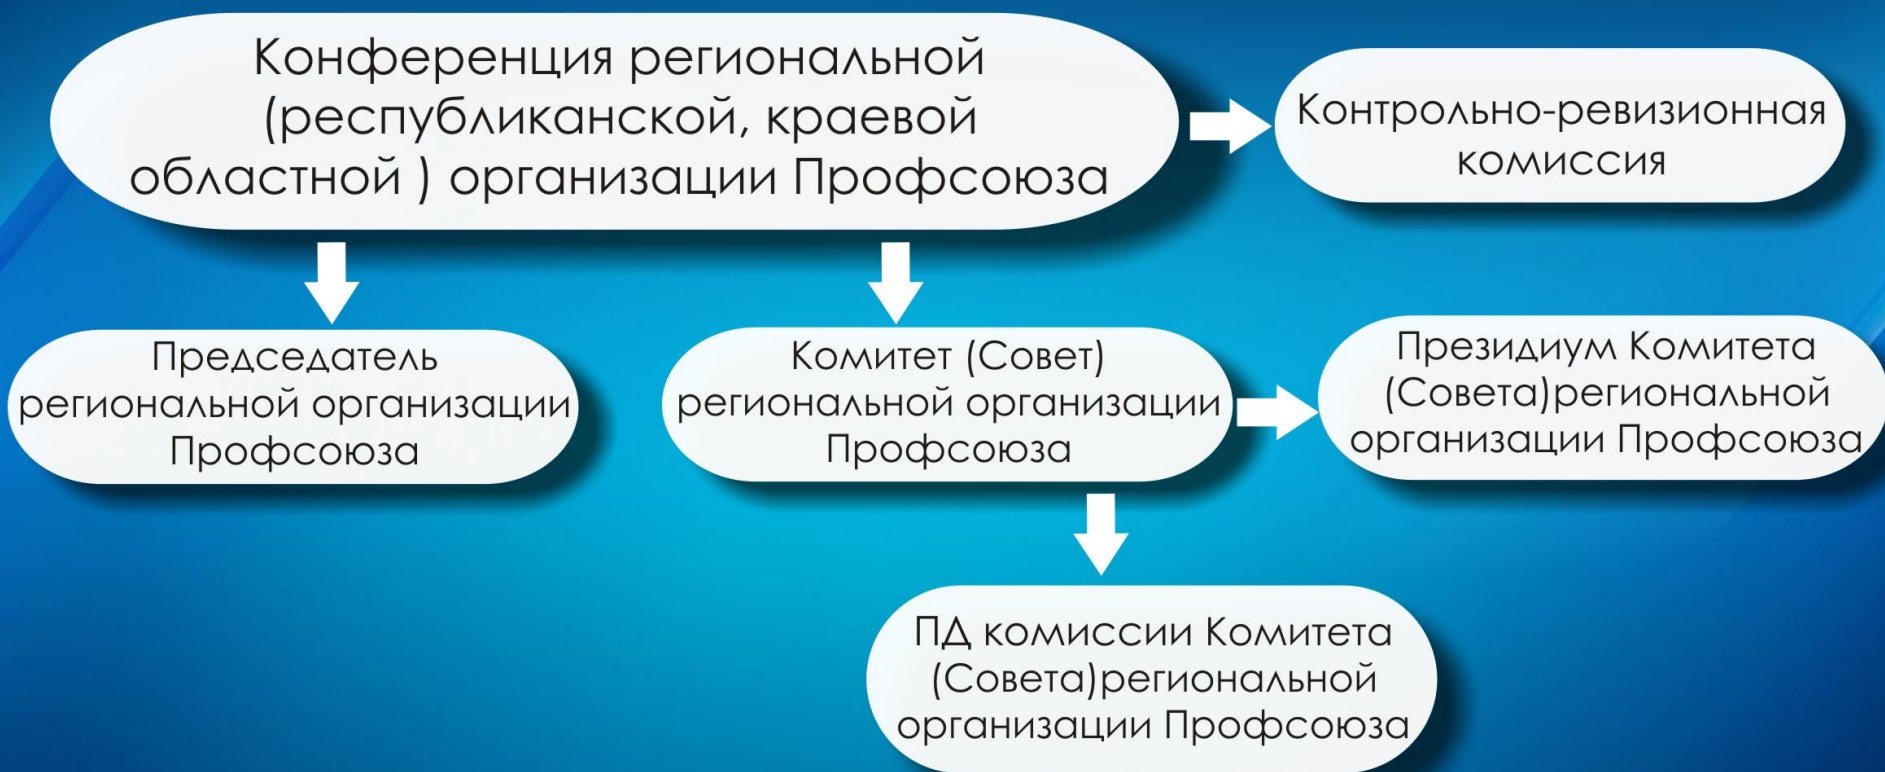 Конференция региональной
(республиканской, краевой
областной ) организации Профсоюза
Контрольно-ревизионная
комиссия
Председатель
региональной организации
Профсоюза
Комитет (Совет)
региональной организации
Профсоюза
Президиум Комитета
(Совета)региональной
организации Профсоюза
ПД комиссии Комитета
(Совета)региональной
организации Профсоюза